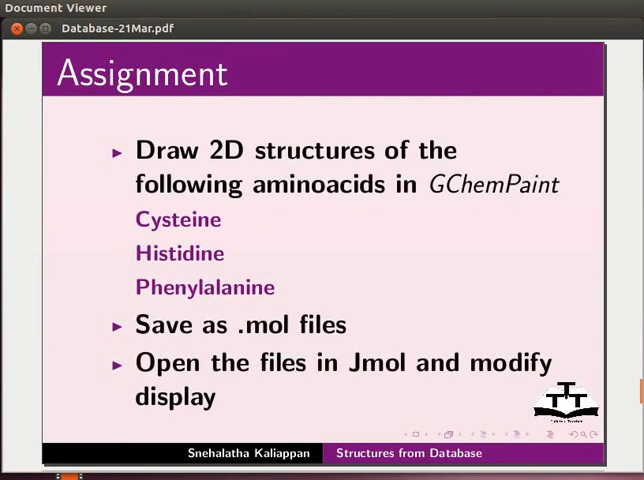 Document Viewer
Database-21Mar.pdf
Assignment
Draw 2D structures of the
following aminoacids in GChemPaint
Cysteine
Histidine
Phenylalanine
Save as .mol files
Open the files in Jmol and modify
display
Snehalatha Kaliappan
Structures from Database